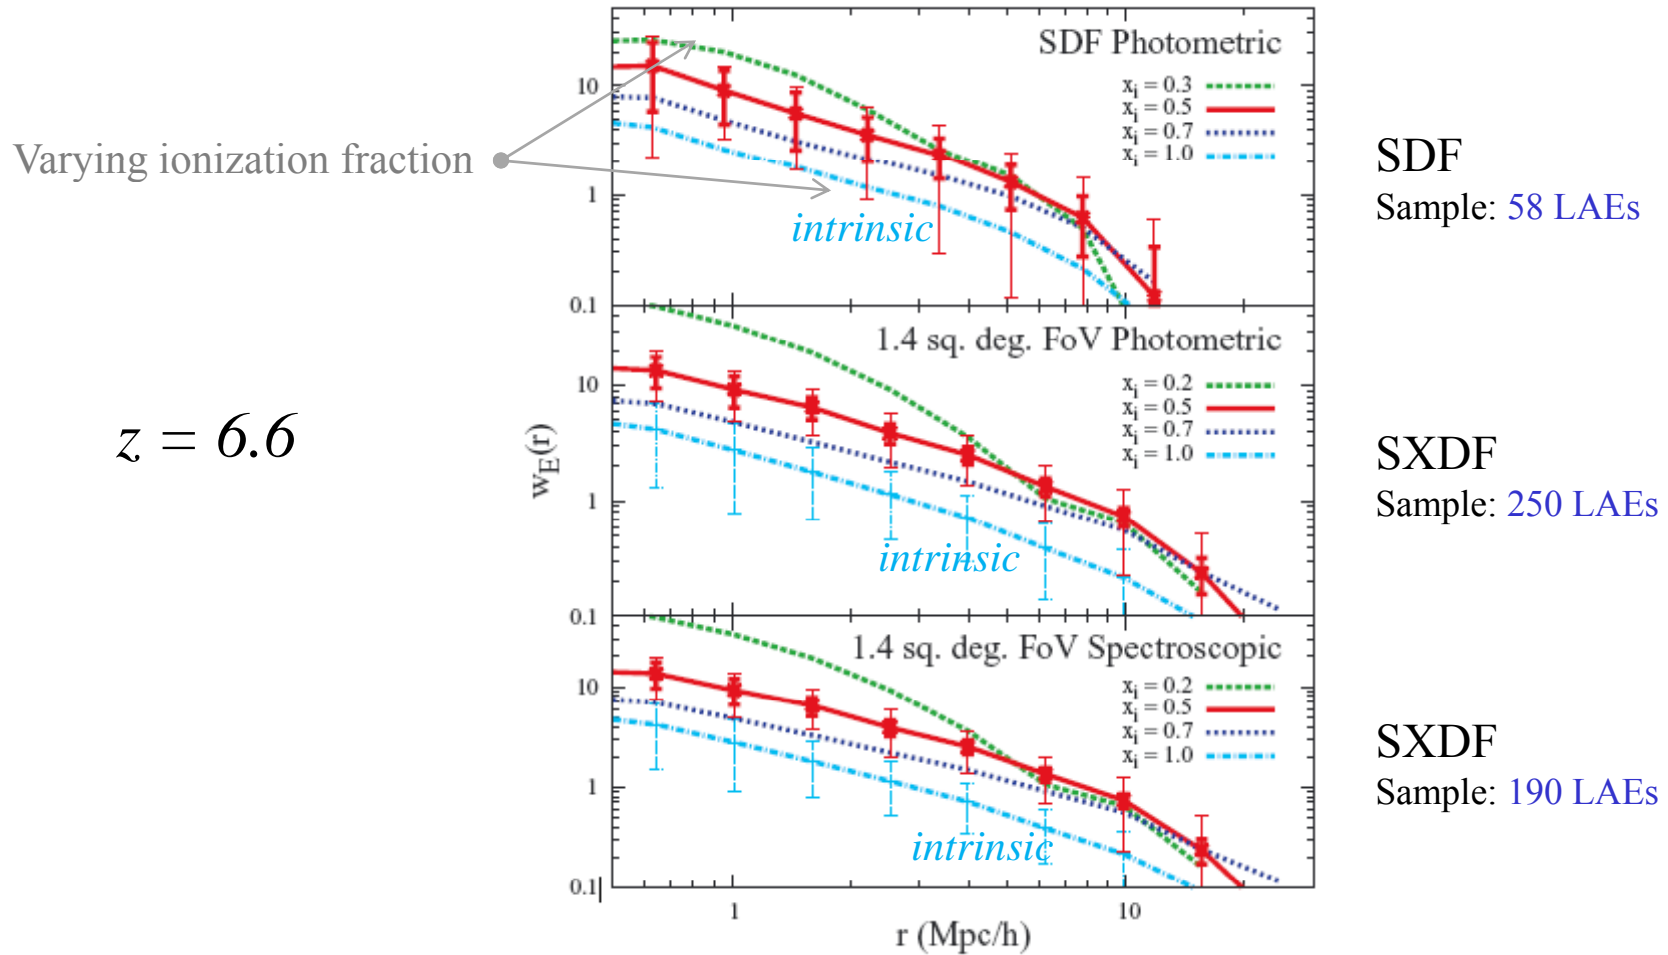 Varying ionization fraction
z = 6.6
SDF Photometric
x_i = 0.3
x_i = 0.5
x_i = 0.7
x_i = 1.0
10
1
0.1
intrinsic
SDF
Sample: 58 LAEs
1.4 sq. deg. FoV Photometric
x_i = 0.2
x_i = 0.5
x_i = 0.7
x_i = 1.0
10
1
0.1
w_E(r)
intrinsic
SXDF
Sample: 250 LAEs
1.4 sq. deg. FoV Spectroscopic
x_i = 0.2
x_i = 0.5
x_i = 0.7
x_i = 1.0
10
1
0.1
intrinsic
SXDF
Sample: 190 LAEs
1 10
r (Mpc/h)